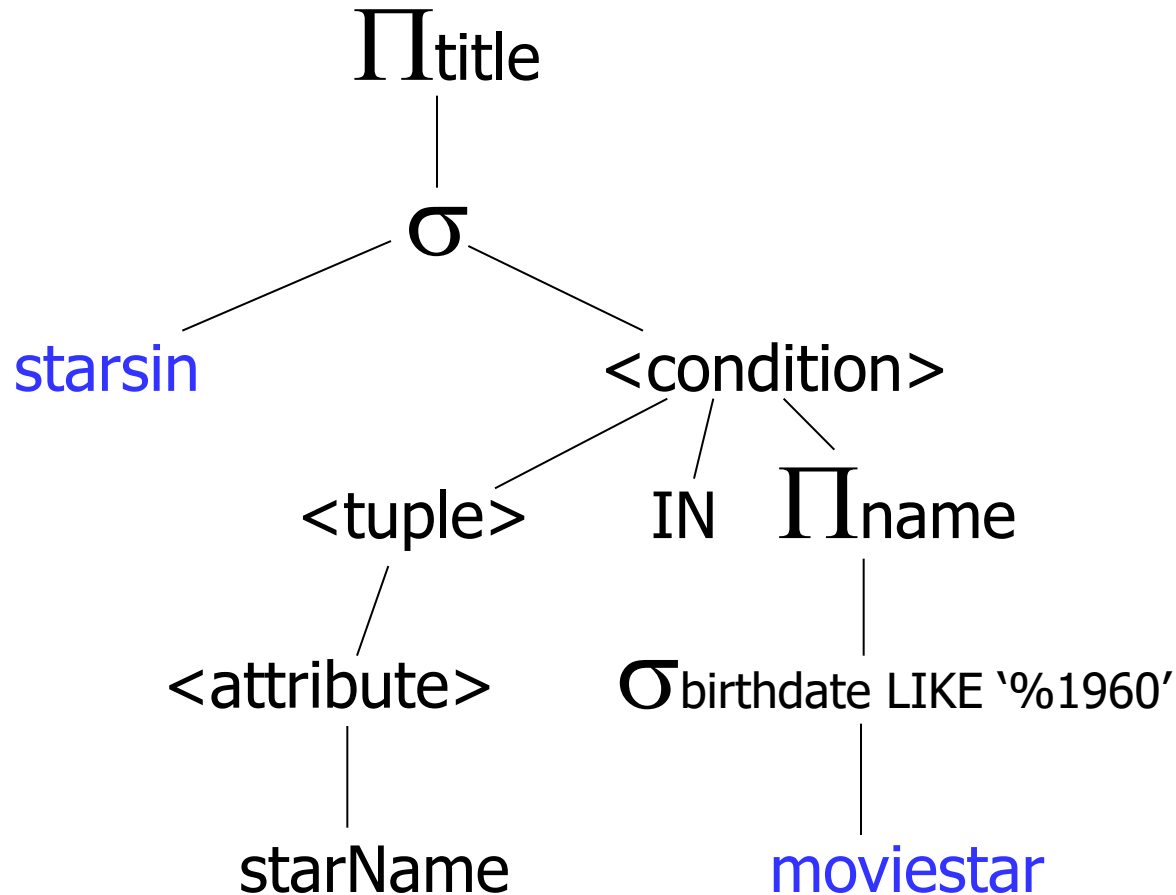 Πtitle
σ
starsin <condition>
<tuple> IN Πname
<attribute> σbirthdate LIKE ‘%1960’
starName moviestar